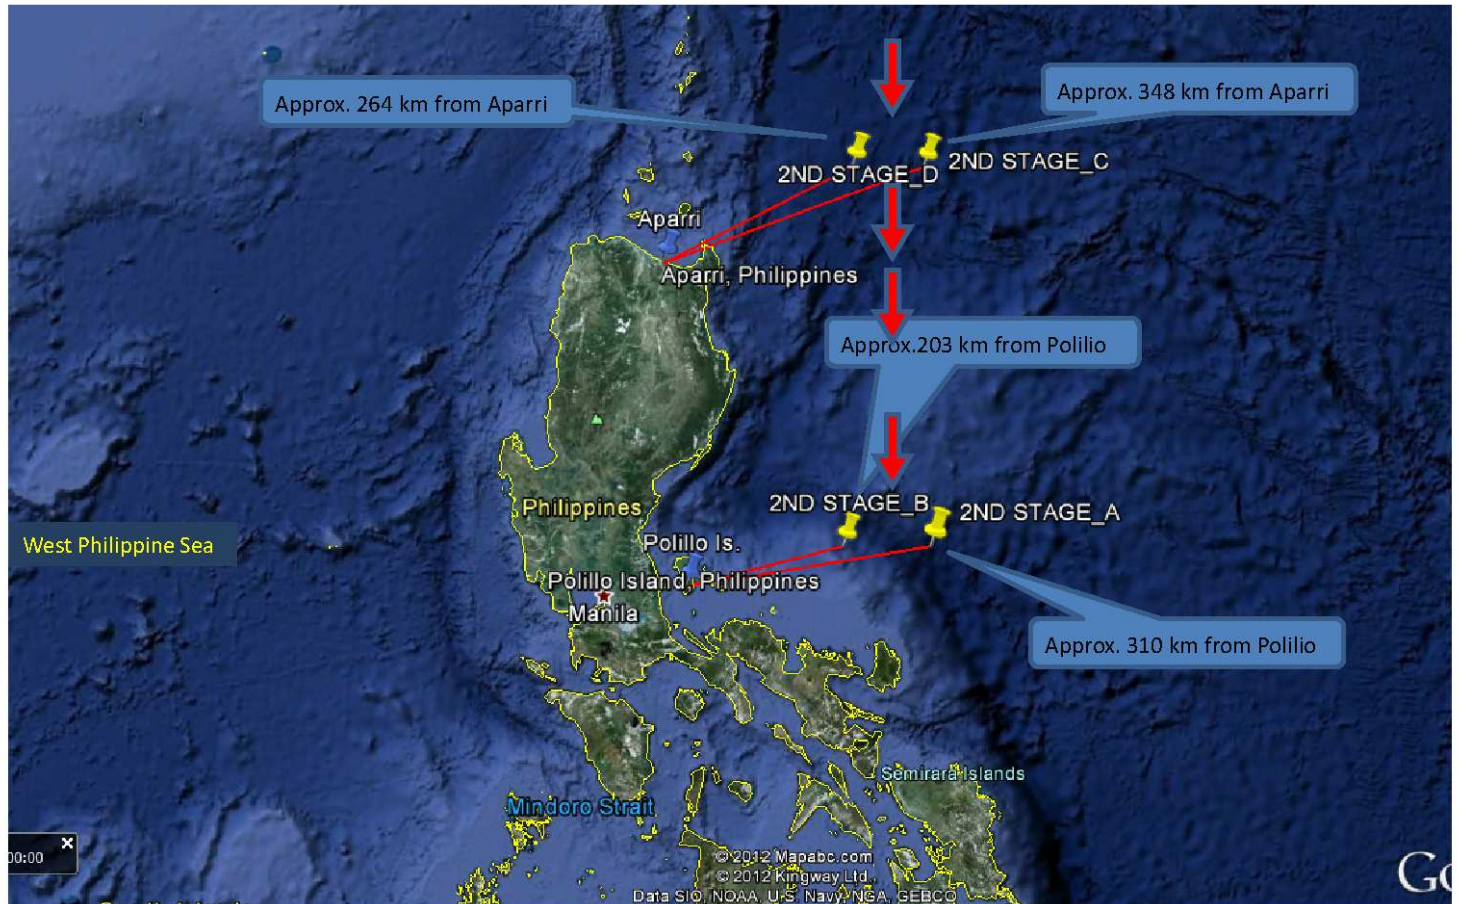 Approx. 264 km from Aparri
Approx. 348 km from Aparri
2ND STAGE_D
2ND STAGE_C
Aparri
Aparri, Philippines
Approx.203 km from Polilio
2ND STAGE_B
2ND STAGE_A
Philippines
West Philippine Sea
Polillo Is.
Polillo Island, Philippines
Manila
Approx. 310 km from Polilio
Semirara Islands
Mindoro Strait
00:00
© 2012 Mapabc.com
© 2012 Kingway Ltd.
Data SIO, NOAA, U.S. Navy, NGA, GEBCO
Go